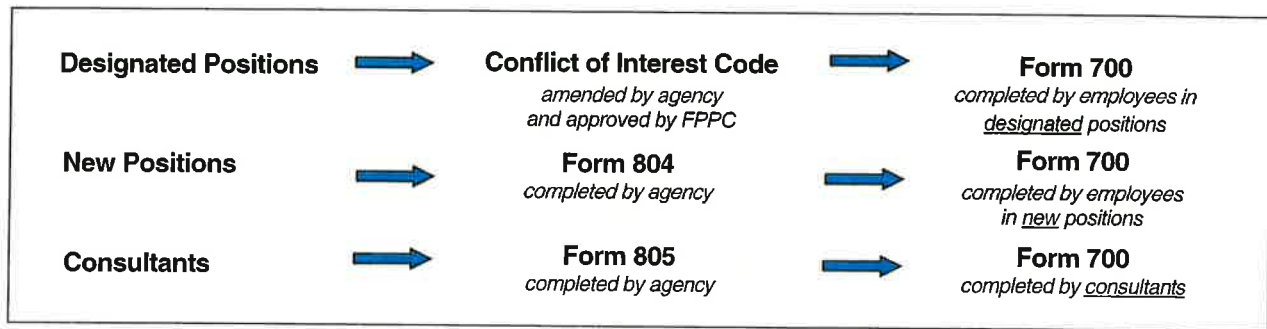 Designated Positions
Conflict of Interest Code
amended by agency
and approved by FPPC
Form 700
completed by employees in
designated positions
New Positions
Form 804
completed by agency
Form 700
completed by employees
in new positions
Consultants
Form 805
completed by agency
Form 700
completed by consultants